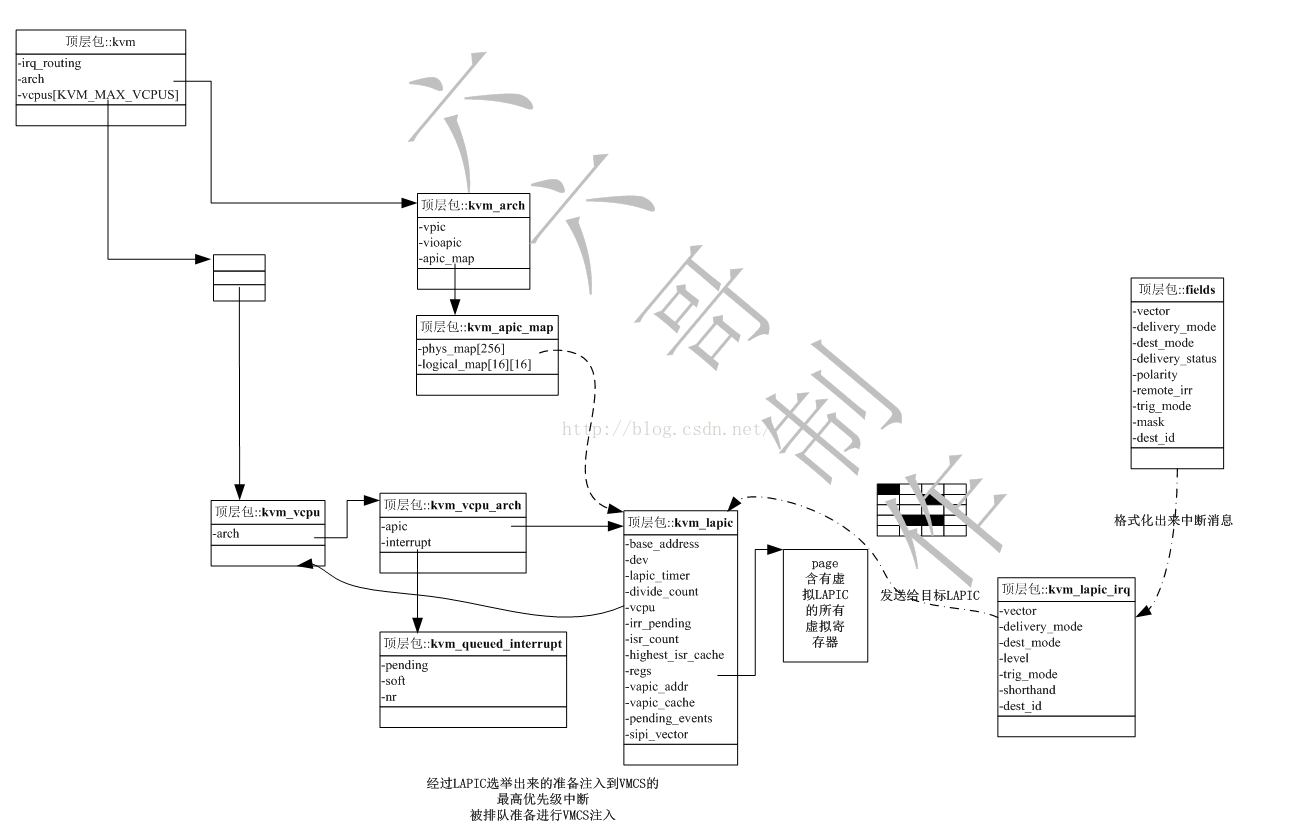 顶层包::kvm
-irq_routing
-arch
-vcpus[KVM_MAX_VCPUS]
顶层包::kvm_arch
-vpic
-vioapic
-apic_map
顶层包::kvm_apic_map
-phys_map[256]
-logical_map[16][16]
顶层包::fields
-vector
-delivery_mode
-dest_mode
-delivery_status
-polarity
-remote_irr
-trig_mode
-mask
-dest_id
六六哥制作
http://blog.csdn.net/
顶层包::kvm_vcpu
-arch
顶层包::kvm_vcpu_arch
-apic
-interrupt
顶层包::kvm_queued_interrupt
-pending
-soft
-nr
顶层包::kvm_lapic
-base_address
-dev
-lapic_timer
-divide_count
-vcpu
-irr_pending
-isr_count
-highest_isr_cache
-regs
-vapic_addr
-vapic_cache
-pending_events
-sipi_vector
page
含有虚
拟LAPIC
的所有
虚拟寄
存器
格式化出来中断消息
发送给目标LAPIC
顶层包::kvm_lapic_irq
-vector
-delivery_mode
-dest_mode
-level
-trig_mode
-shorthand
-dest_id
经过LAPIC选举出来的准备注入到VMCS的
最高优先级中断
被排队准备进行VMCS注入